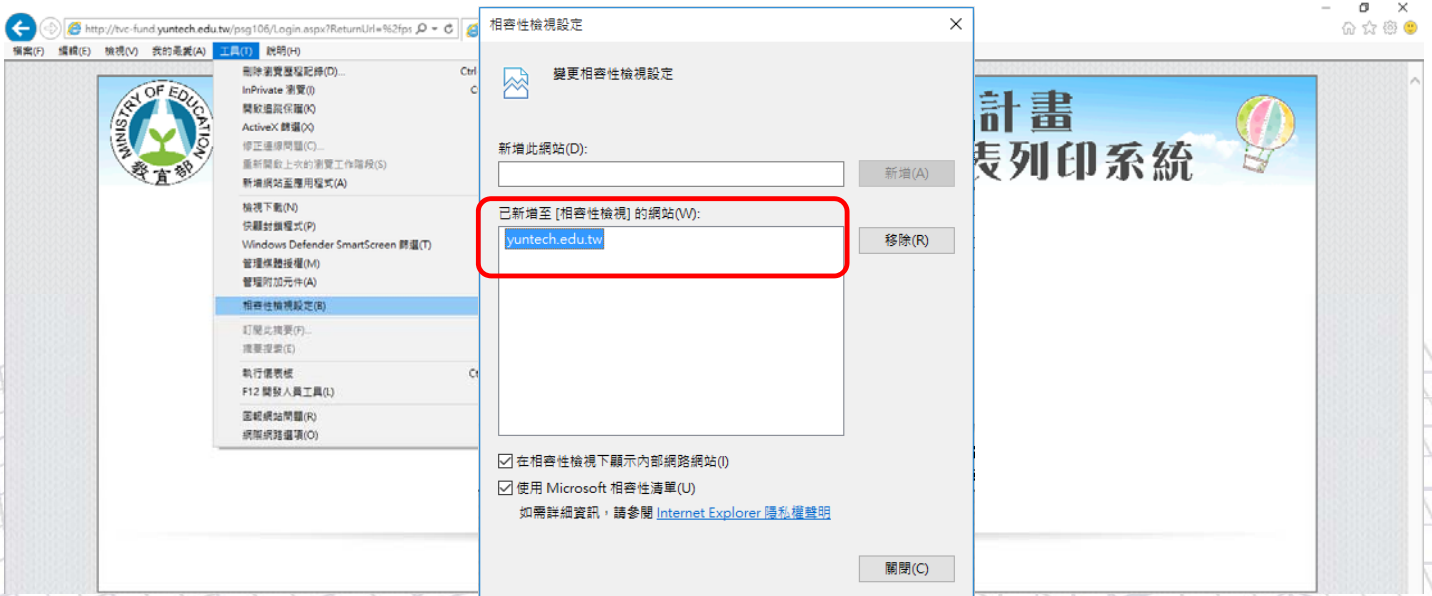 http://tvc-fund.yuntech.edu.tw/psg106/Login.aspx?ReturnUrl=%2fps
檔案(F) 編輯(E) 檢視(V) 我的最愛(A) 工具(T) 說明(H)
刪除瀏覽歷程記錄(D)... Ctrl
InPrivate 瀏覽(I)
開啟追蹤保護(K)
ActiveX 篩選(X)
修正連線問題(C)...
重新開啟上次的瀏覽工作階段(S)
新增網站至應用程式(A)
檢視下載(N)
快顯封鎖程式(P)
Windows Defender SmartScreen 篩選(T)
管理媒體授權(M)
管理附加元件(A)
相容性檢視設定(B)
訂閱此摘要(F)...
摘要探索(E)
執行儀表板
F12 開發人員工具(L)
回報網站問題(R)
網際網路選項(O)
MINISTRY OF EDUCATION
教育部
相容性檢視設定
變更相容性檢視設定
新增此網站(D):
新增(A)
已新增至 [相容性檢視] 的網站(W):
yuntech.edu.tw
移除(R)
在相容性檢視下顯示內部網路網站(I)
使用 Microsoft 相容性清單(U)
如需詳細資訊，請參閱 Internet Explorer 隱私權聲明
關閉(C)
計畫
表列印系統